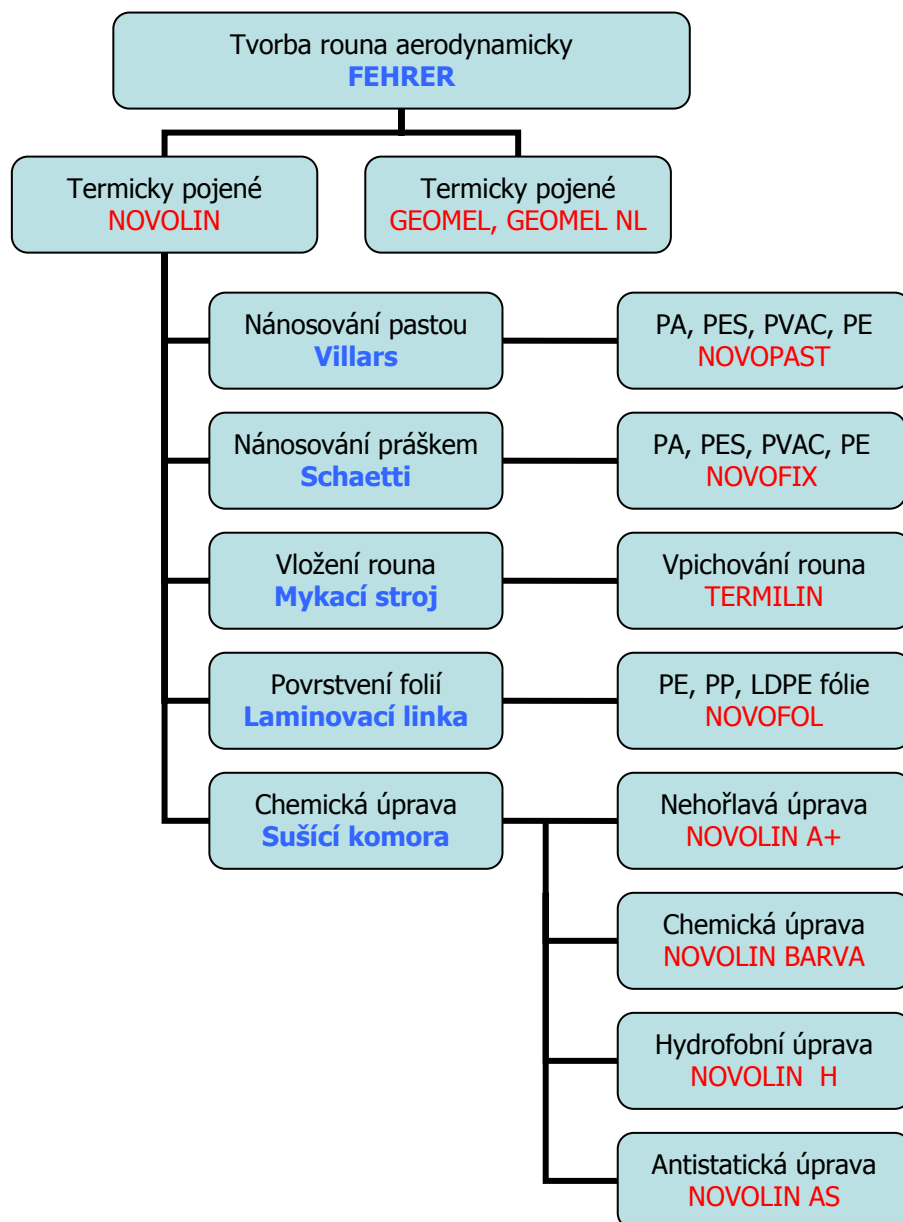 Tvorba rouna aerodynamicky
FEHRER
Termicky pojené
NOVOLIN
Termicky pojené
GEOMEL, GEOMEL NL
Nánosování pastou
Villars
PA, PES, PVAC, PE
NOVOPAST
Nánosování práškem
Schaetti
PA, PES, PVAC, PE
NOVOFIX
Vložení rouna
Mykací stroj
Vpichování rouna
TERMILIN
Povrstvení folií
Laminovací linka
PE, PP, LDPE fólie
NOVOFOL
Chemická úprava
Sušící komora
Nehořlavá úprava
NOVOLIN A+
Chemická úprava
NOVOLIN BARVA
Hydrofobní úprava
NOVOLIN  H
Antistatická úprava
NOVOLIN AS